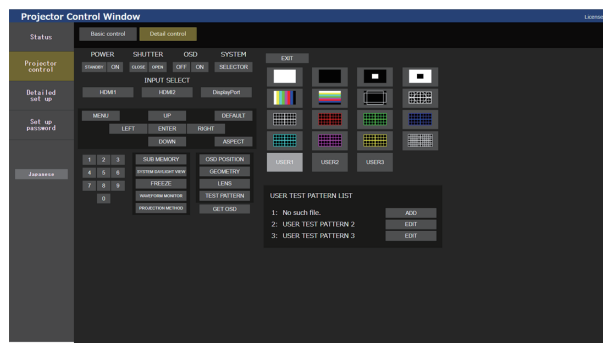 Projector Control Window
License
Status
Projector control
Detailed set up
Set up password
Japanese
Basic control
Detail control
POWER SHUTTER OSD SYSTEM
STANDBY ON CLOSE OPEN OFF ON SELECTOR
INPUT SELECT
HDMI1 HDMI2 DisplayPort
MENU UP DEFAULT
LEFT ENTER RIGHT
DOWN ASPECT
1 2 3 SUB MEMORY OSD POSITION
4 5 6 SYSTEM DAYLIGHT VIEW GEOMETRY
7 8 9 FREEZE LENS
0 WAVEFORM MONITOR TEST PATTERN
PROJECTION METHOD GET OSD
EXIT
USER1 USER2 USER3
USER TEST PATTERN LIST
1: No such file. ADD
2: USER TEST PATTERN 2 EDIT
3: USER TEST PATTERN 3 EDIT